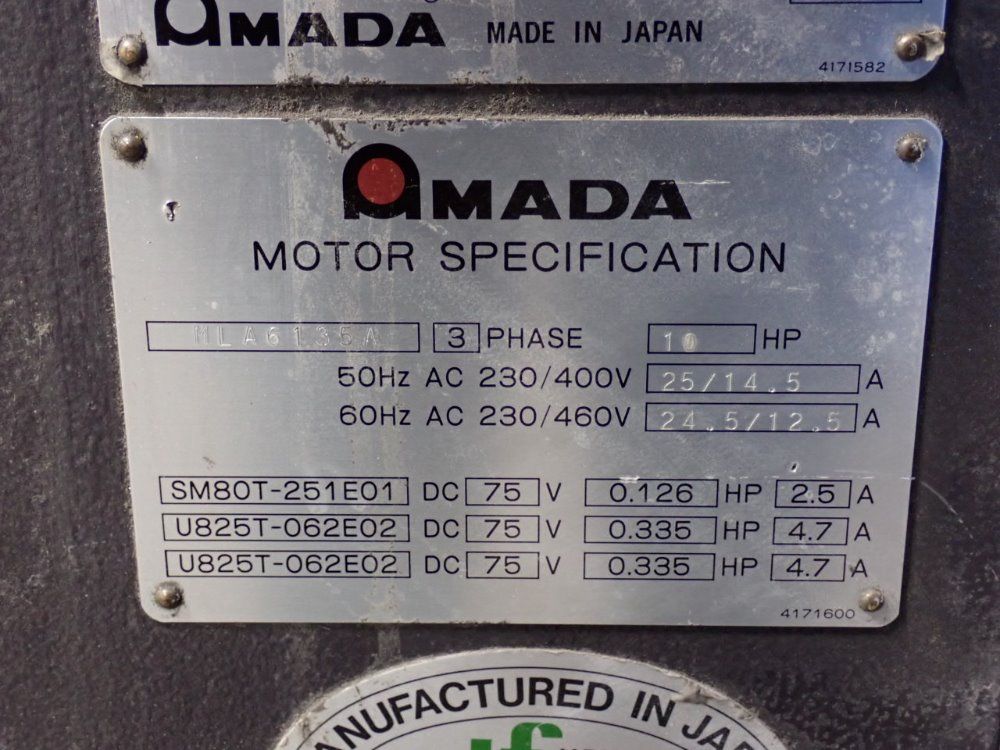 AMADA MADE IN JAPAN
4171582
AMADA
MOTOR SPECIFICATION
MLA6135A 3 PHASE 10 HP
50Hz AC 230/400V 25/14.5 A
60Hz AC 230/460V 24.5/12.5 A
SM80T-251E01 DC 75 V 0.126 HP 2.5 A
U825T-062E02 DC 75 V 0.335 HP 4.7 A
U825T-062E02 DC 75 V 0.335 HP 4.7 A
4171600
ANUFACTURED IN JA